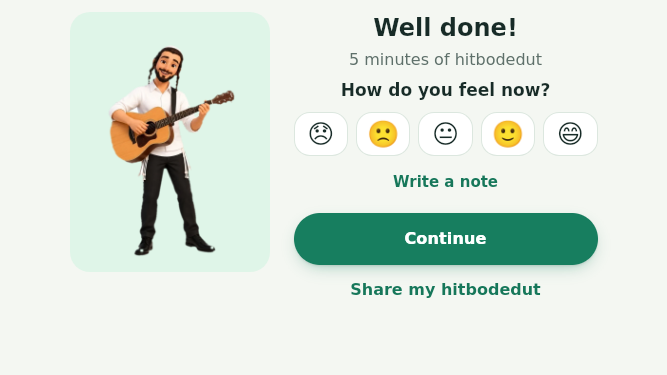 Well done!
5 minutes of hitbodedut
How do you feel now?
😟 🙁 😐 🙂 😄
Write a note
Continue
Share my hitbodedut